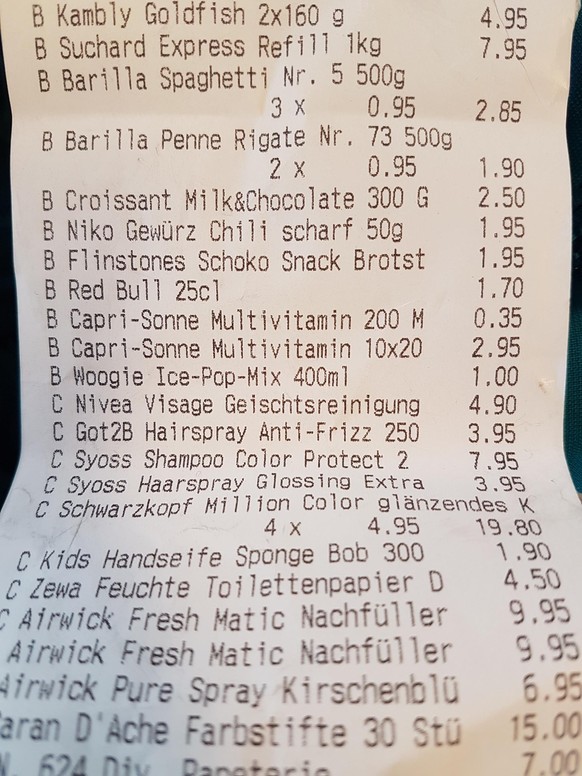 B Kambly Goldfish 2x160 g 4.95
B Suchard Express Refill 1kg 7.95
B Barilla Spaghetti Nr. 5 500g
3 x 0.95 2.85
B Barilla Penne Rigate Nr. 73 500g
2 x 0.95 1.90
B Croissant Milk&Chocolate 300 G 2.50
B Niko Gewürz Chili scharf 50g 1.95
B Flinstones Schoko Snack Brotst 1.95
B Red Bull 25cl 1.70
B Capri-Sonne Multivitamin 200 M 0.35
B Capri-Sonne Multivitamin 10x20 2.95
B Woogie Ice-Pop-Mix 400ml 1.00
C Nivea Visage Geischtsreinigung 4.90
C Got2B Hairspray Anti-Frizz 250 3.95
C Syoss Shampoo Color Protect 2 7.95
C Syoss Haarspray Glossing Extra 3.95
C Schwarzkopf Million Color glänzendes K
4 x 4.95 19.80
C Kids Handseife Sponge Bob 300 1.90
C Zewa Feuchte Toilettenpapier D 4.50
C Airwick Fresh Matic Nachfüller 9.95
Airwick Fresh Matic Nachfüller 9.95
Airwick Pure Spray Kirschenblü 6.95
aran D'Ache Farbstifte 30 Stü 15.00
N. 624 Div. Papeterie 7.00